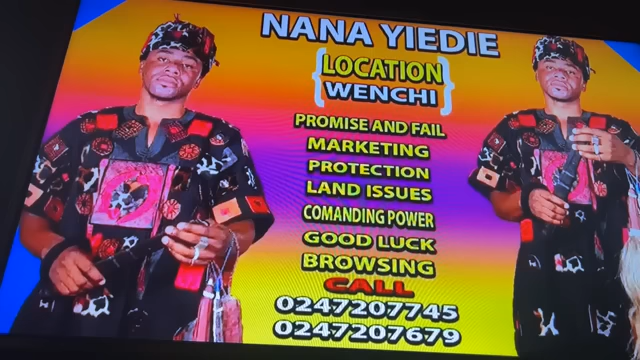 NANA YIEDIE
{LOCATION
WENCHI}
PROMISE AND FAIL
MARKETING
PROTECTION
LAND ISSUES
COMANDING POWER
GOOD LUCK
BROWSING
CALL
0247207745
0247207679